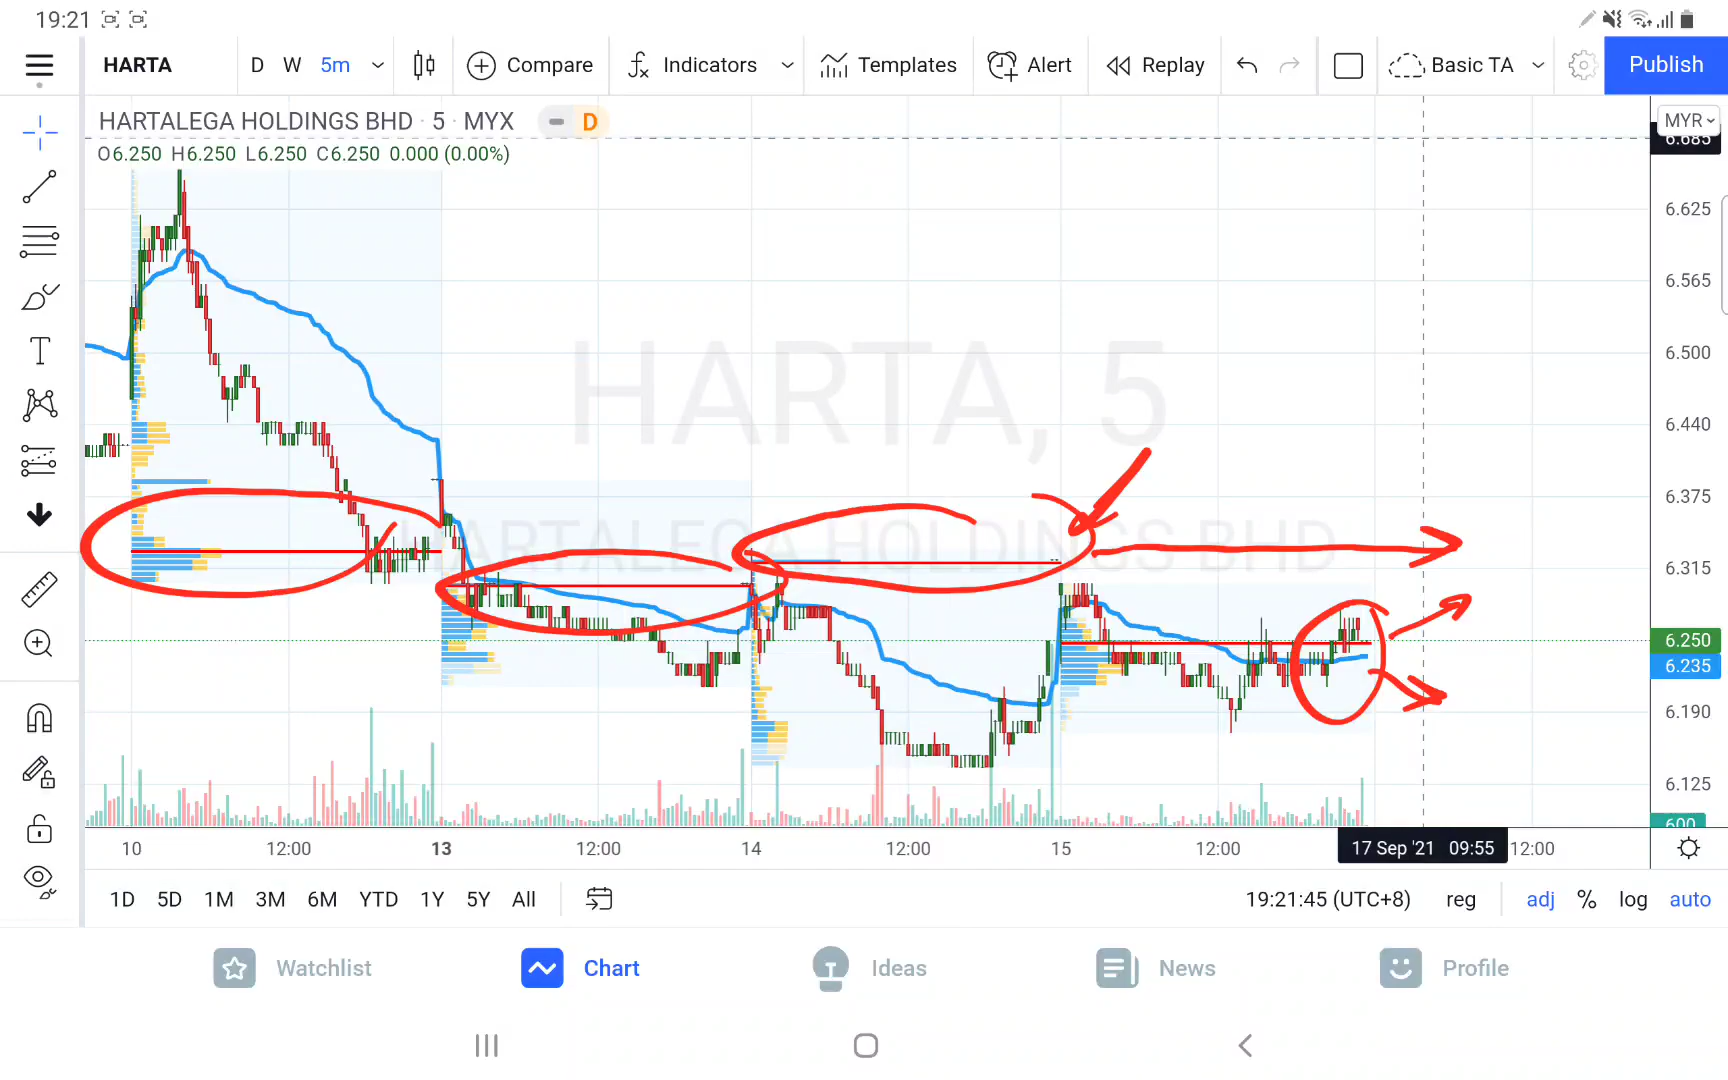 19:21
HARTA D W 5m Compare Indicators Templates Alert Replay Basic TA Publish
HARTALEGA HOLDINGS BHD · 5 · MYX D
O6.250 H6.250 L6.250 C6.250 0.000 (0.00%)
MYR
6.685
6.625
6.565
6.500
6.440
6.375
6.315
6.250
6.235
6.190
6.125
600
HARTA, 5
HARTALEGA HOLDINGS BHD
10 12:00 13 12:00 14 12:00 15 12:00 17 Sep '21 09:55 12:00
1D 5D 1M 3M 6M YTD 1Y 5Y All 19:21:45 (UTC+8) reg adj % log auto
Watchlist Chart Ideas News Profile